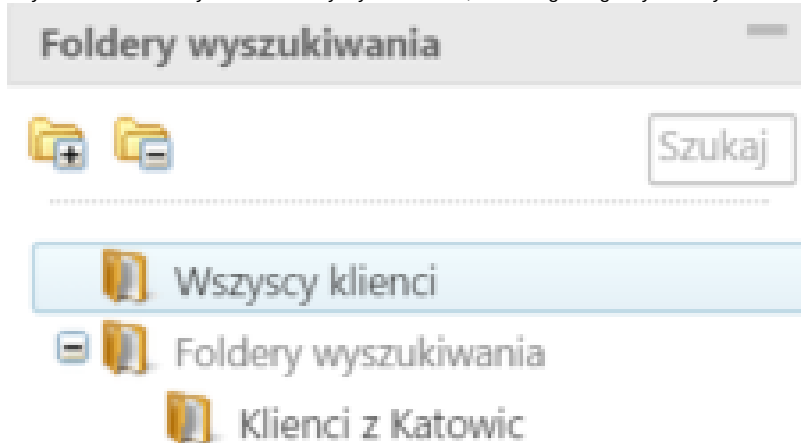 Foldery wyszukiwania
Szukaj
Wszyscy klienci
Foldery wyszukiwania
Klienci z Katowic